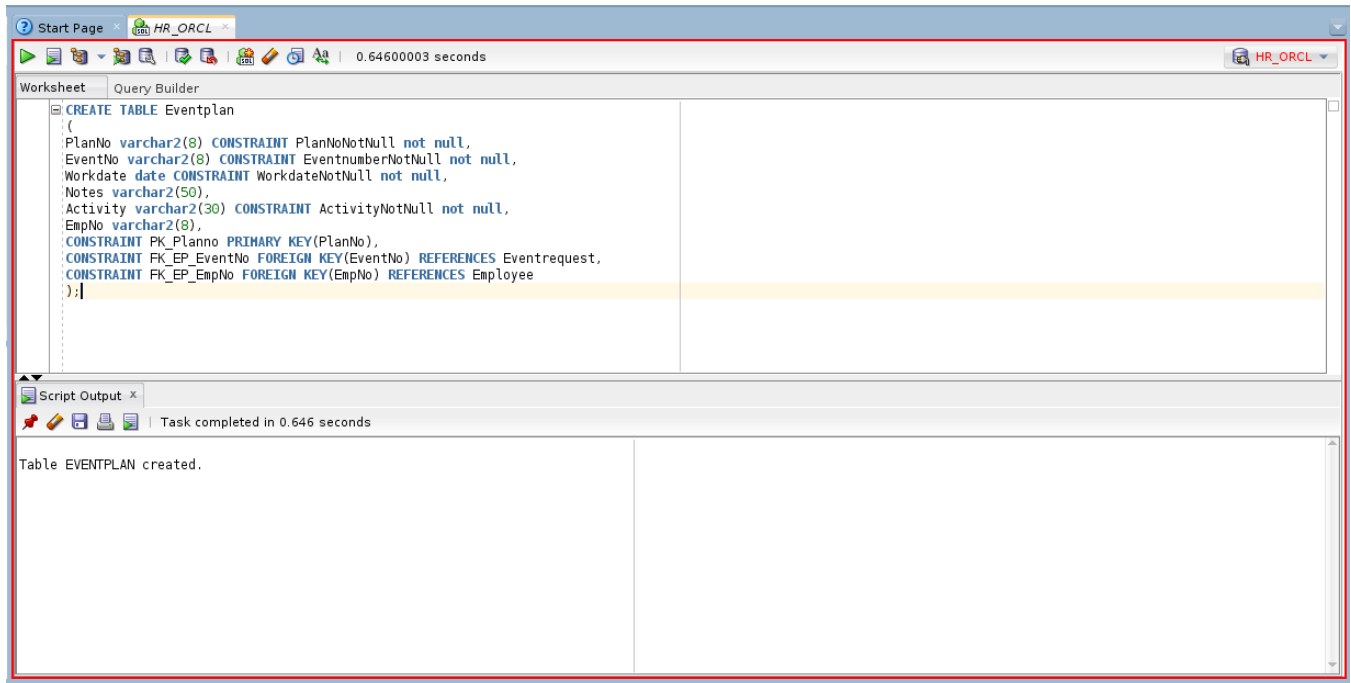 Start Page HR_ORCL
0.64600003 seconds HR_ORCL
Worksheet Query Builder
CREATE TABLE Eventplan
(
PlanNo varchar2(8) CONSTRAINT PlanNoNotNull not null,
EventNo varchar2(8) CONSTRAINT EventnumberNotNull not null,
Workdate date CONSTRAINT WorkdateNotNull not null,
Notes varchar2(50),
Activity varchar2(30) CONSTRAINT ActivityNotNull not null,
EmpNo varchar2(8),
CONSTRAINT PK_Planno PRIMARY KEY(PlanNo),
CONSTRAINT FK_EP_EventNo FOREIGN KEY(EventNo) REFERENCES Eventrequest,
CONSTRAINT FK_EP_EmpNo FOREIGN KEY(EmpNo) REFERENCES Employee
);
Script Output x
Task completed in 0.646 seconds
Table EVENTPLAN created.